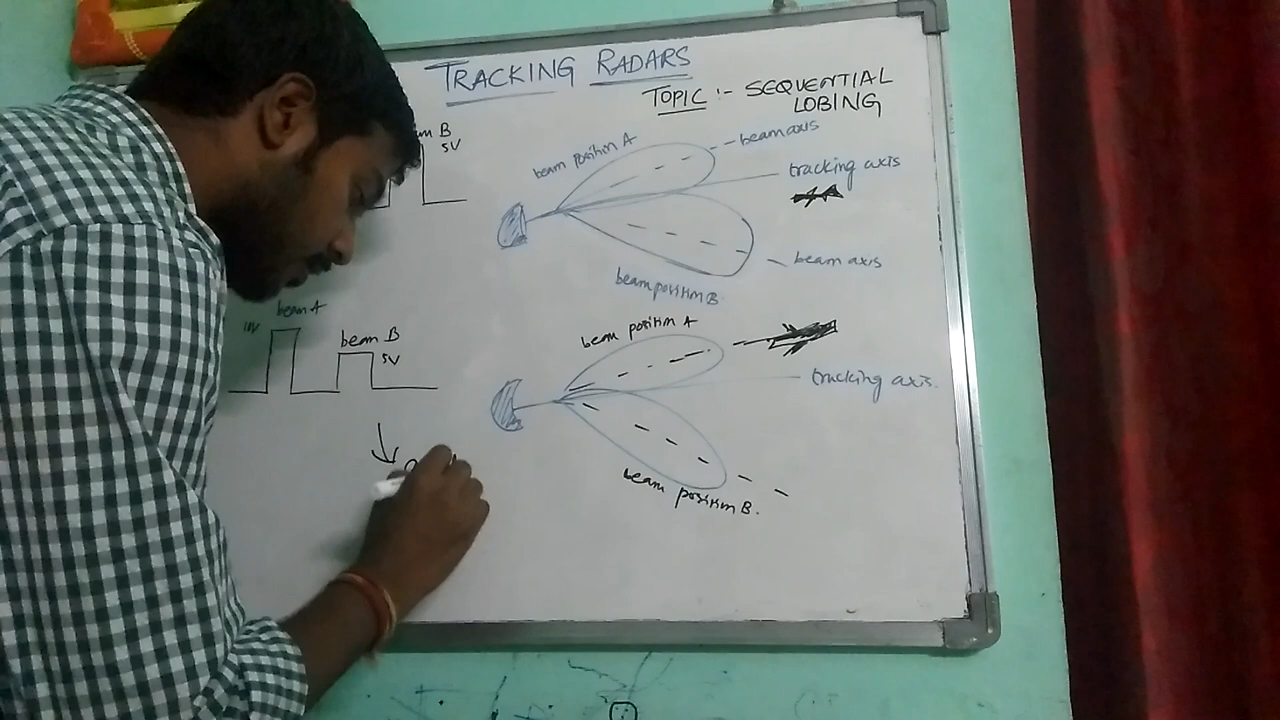 TRACKING RADARS
TOPIC :- SEQUENTIAL
LOBING
B
5V
beam position A
beam axis
tracking axis
beam axis
beam position B
10V
beam A
beam B
5V
beam position A
tracking axis.
beam position B.